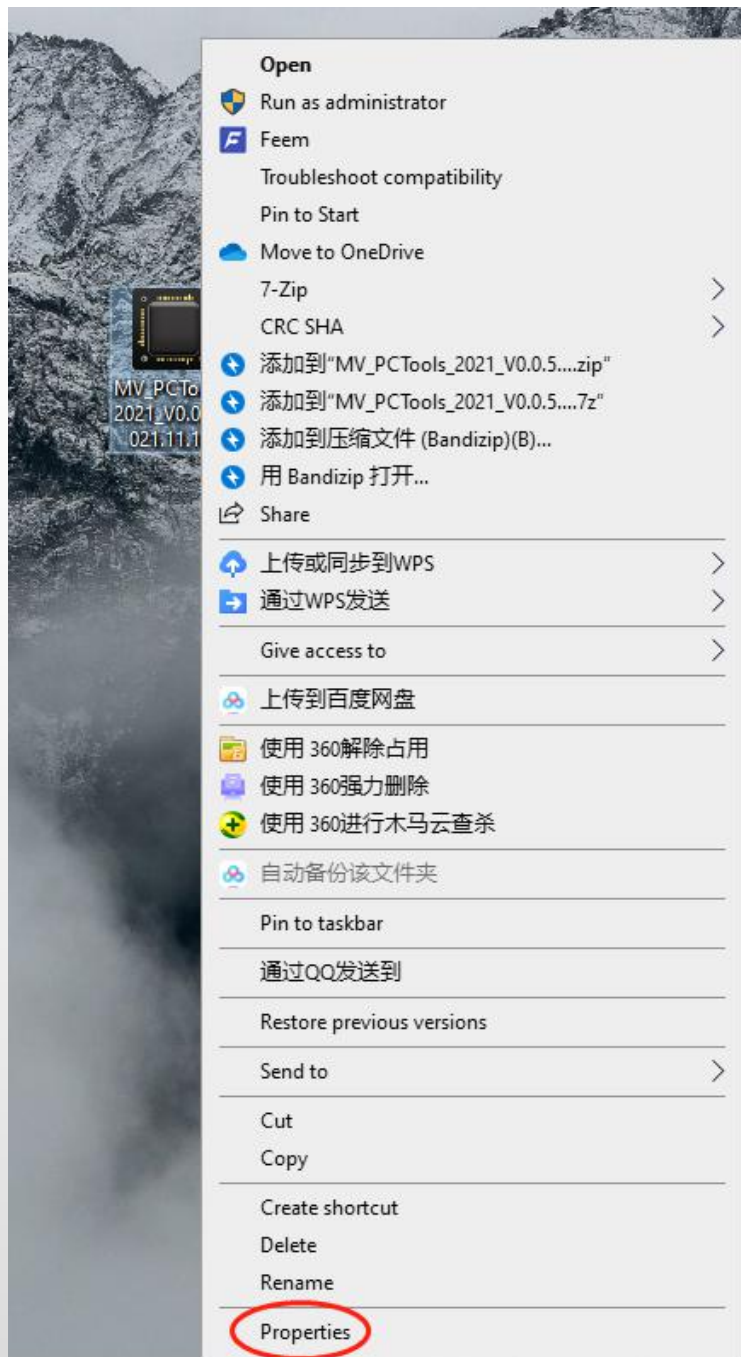 Open
Run as administrator
Feem
Troubleshoot compatibility
Pin to Start
Move to OneDrive
7-Zip
CRC SHA
添加到“MV_PCTools_2021_V0.0.5....zip”
MV_PCTo
添加到“MV_PCTools_2021_V0.0.5....7z”
2021_V0.0
添加到压缩文件 (Bandizip)(B)...
021.11.1
用 Bandizip 打开...
Share
上传或同步到WPS
通过WPS发送
Give access to
上传到百度网盘
使用 360解除占用
使用 360强力删除
使用 360进行木马云查杀
自动备份该文件夹
Pin to taskbar
通过QQ发送到
Restore previous versions
Send to
Cut
Copy
Create shortcut
Delete
Rename
Properties